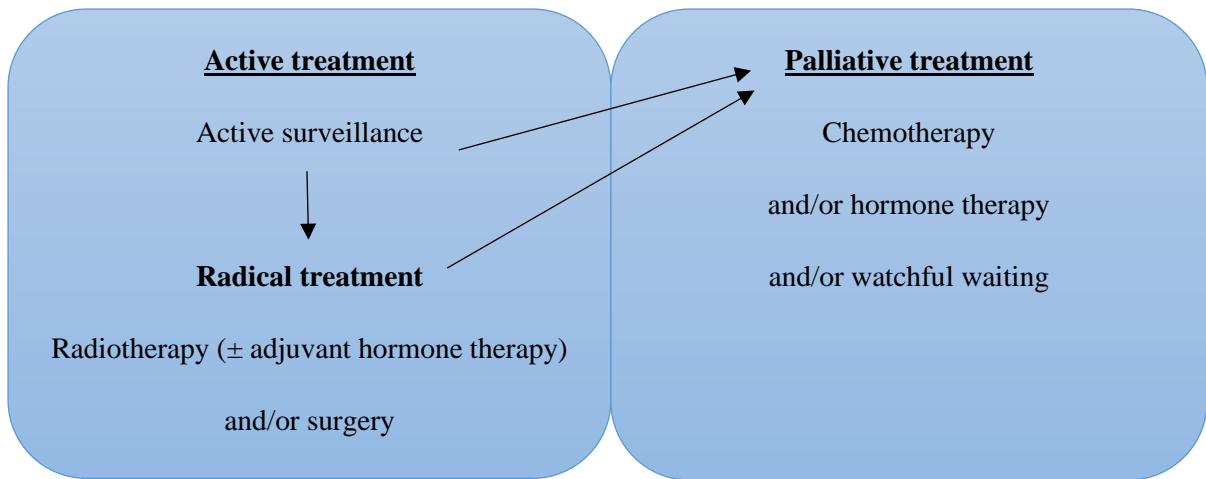 Active treatment
Active surveillance
Radical treatment
Radiotherapy (± adjuvant hormone therapy)
and/or surgery
Palliative treatment
Chemotherapy
and/or hormone therapy
and/or watchful waiting